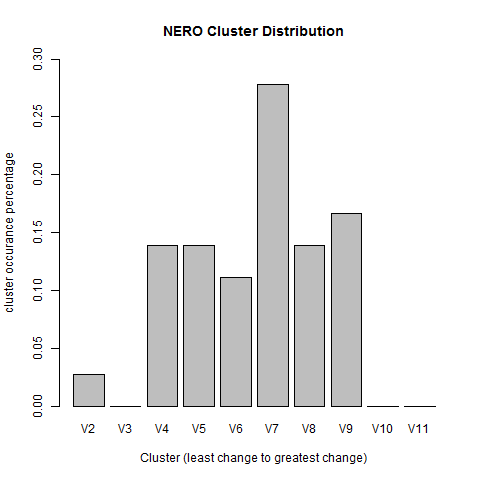 NERO Cluster Distribution
cluster occurance percentage
0.30
0.25
0.20
0.15
0.10
0.05
0.00
V2 V3 V4 V5 V6 V7 V8 V9 V10 V11
Cluster (least change to greatest change)